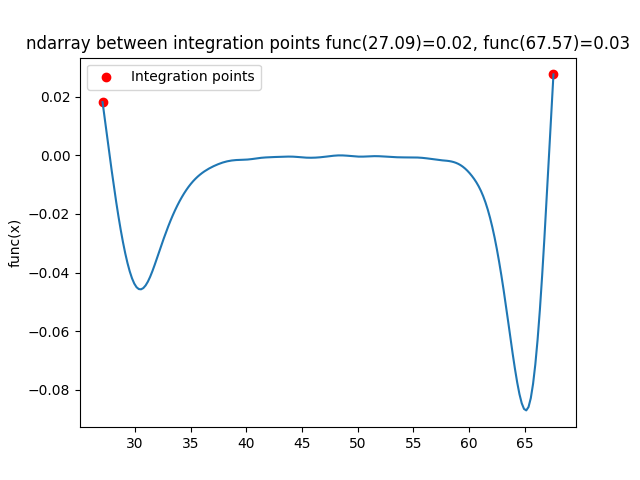 ndarray between integration points func(27.09)=0.02, func(67.57)=0.03
Integration points
0.02
0.00
−0.02
−0.04
−0.06
−0.08
func(x)
30 35 40 45 50 55 60 65